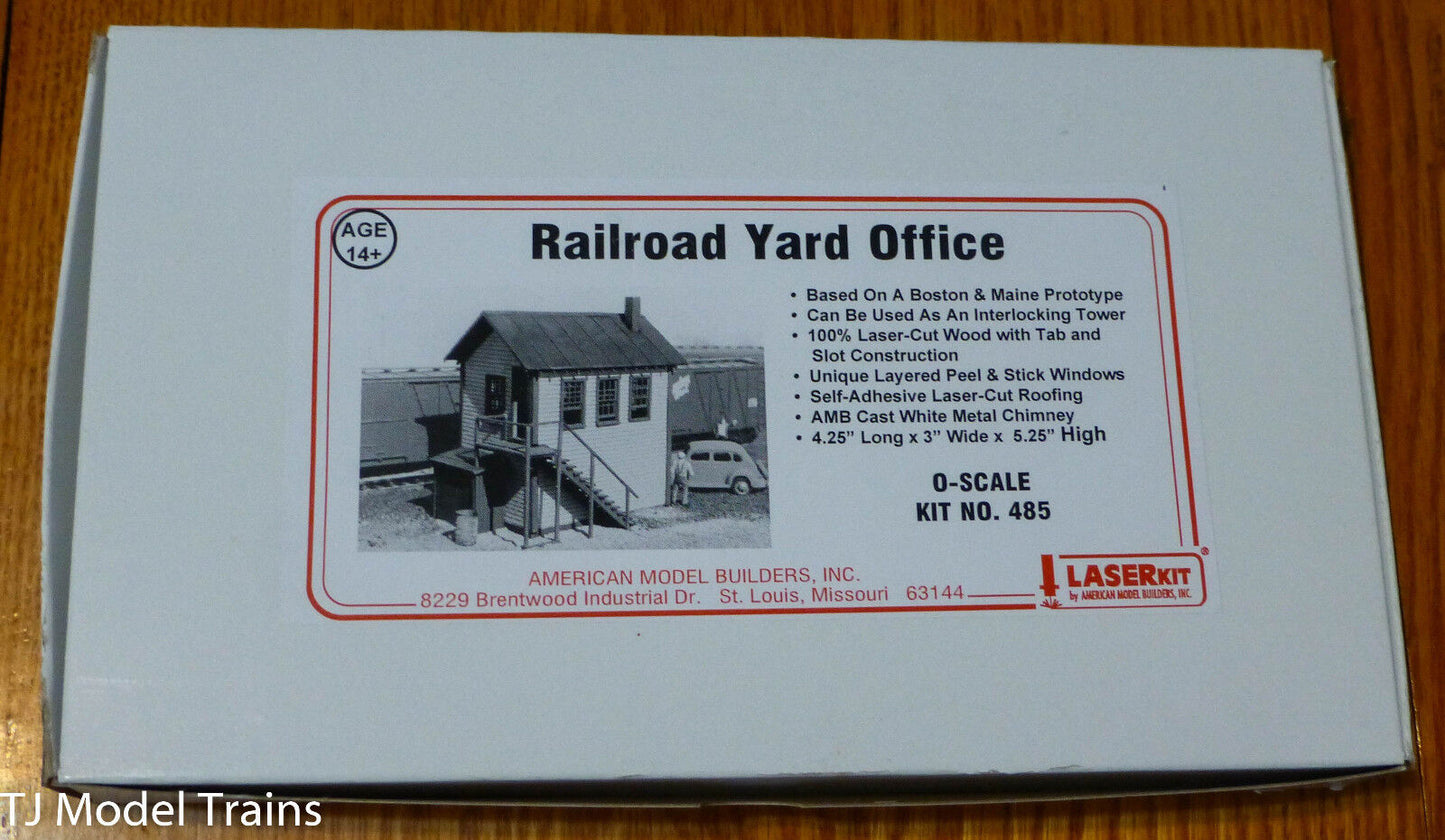 AGE
14+
Railroad Yard Office
• Based On A Boston & Maine Prototype
• Can Be Used As An Interlocking Tower
• 100% Laser-Cut Wood with Tab and
Slot Construction
• Unique Layered Peel & Stick Windows
• Self-Adhesive Laser-Cut Roofing
• AMB Cast White Metal Chimney
• 4.25” Long x 3” Wide x 5.25” High
O-SCALE
KIT NO. 485
AMERICAN MODEL BUILDERS, INC.
8229 Brentwood Industrial Dr. St. Louis, Missouri 63144
LASERKIT®
by AMERICAN MODEL BUILDERS, INC.
TJ Model Trains